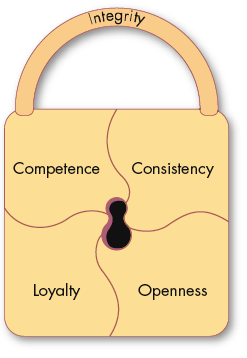 Integrity
Competence Consistency
Loyalty Openness